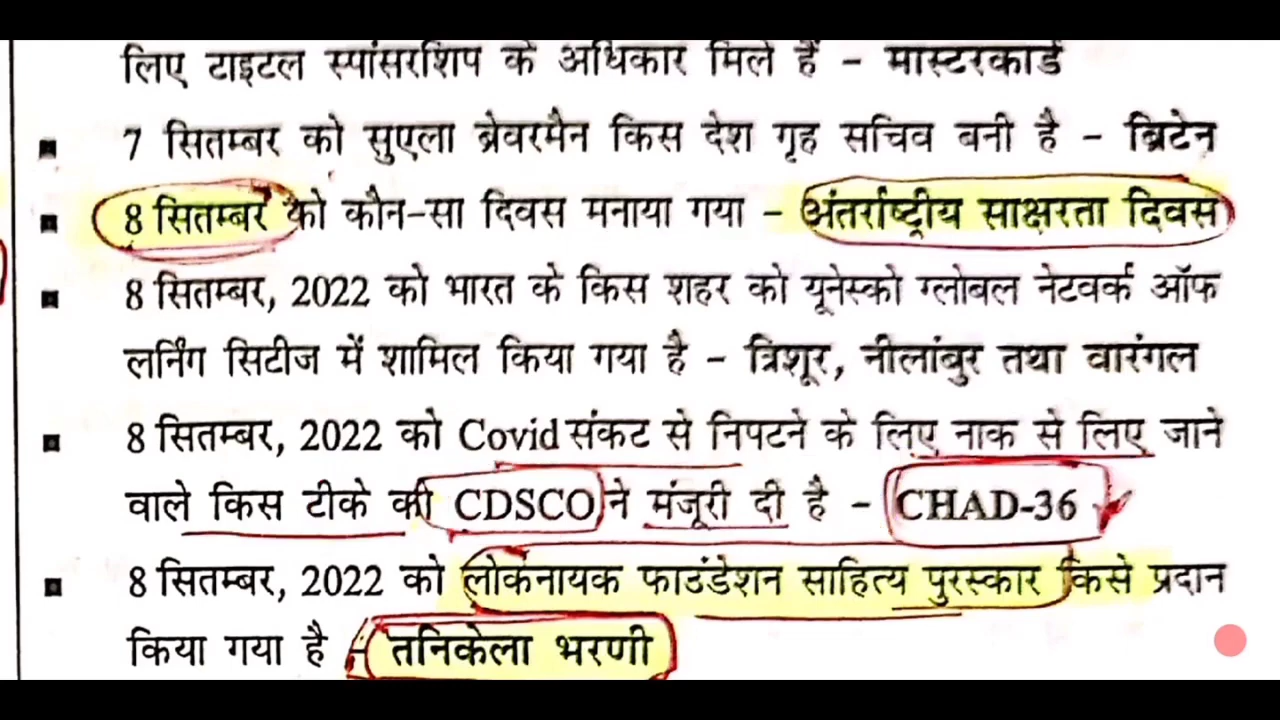 लिए टाइटल स्पांसरशिप के अधिकार मिले हैं - मास्टरकार्ड
▪ 7 सितम्बर को सुएला ब्रेवरमैन किस देश गृह सचिव बनी है - ब्रिटेन
▪ 8 सितम्बर को कौन-सा दिवस मनाया गया - अंतर्राष्ट्रीय साक्षरता दिवस
▪ 8 सितम्बर, 2022 को भारत के किस शहर को यूनेस्को ग्लोबल नेटवर्क ऑफ
लर्निंग सिटीज में शामिल किया गया है - त्रिशूर, नीलांबुर तथा वारंगल
▪ 8 सितम्बर, 2022 को Covid संकट से निपटने के लिए नाक से लिए जाने
वाले किस टीके की CDSCO ने मंजूरी दी है - CHAD-36
▪ 8 सितम्बर, 2022 को लोकनायक फाउंडेशन साहित्य पुरस्कार किसे प्रदान
किया गया है - तनिकेला भरणी